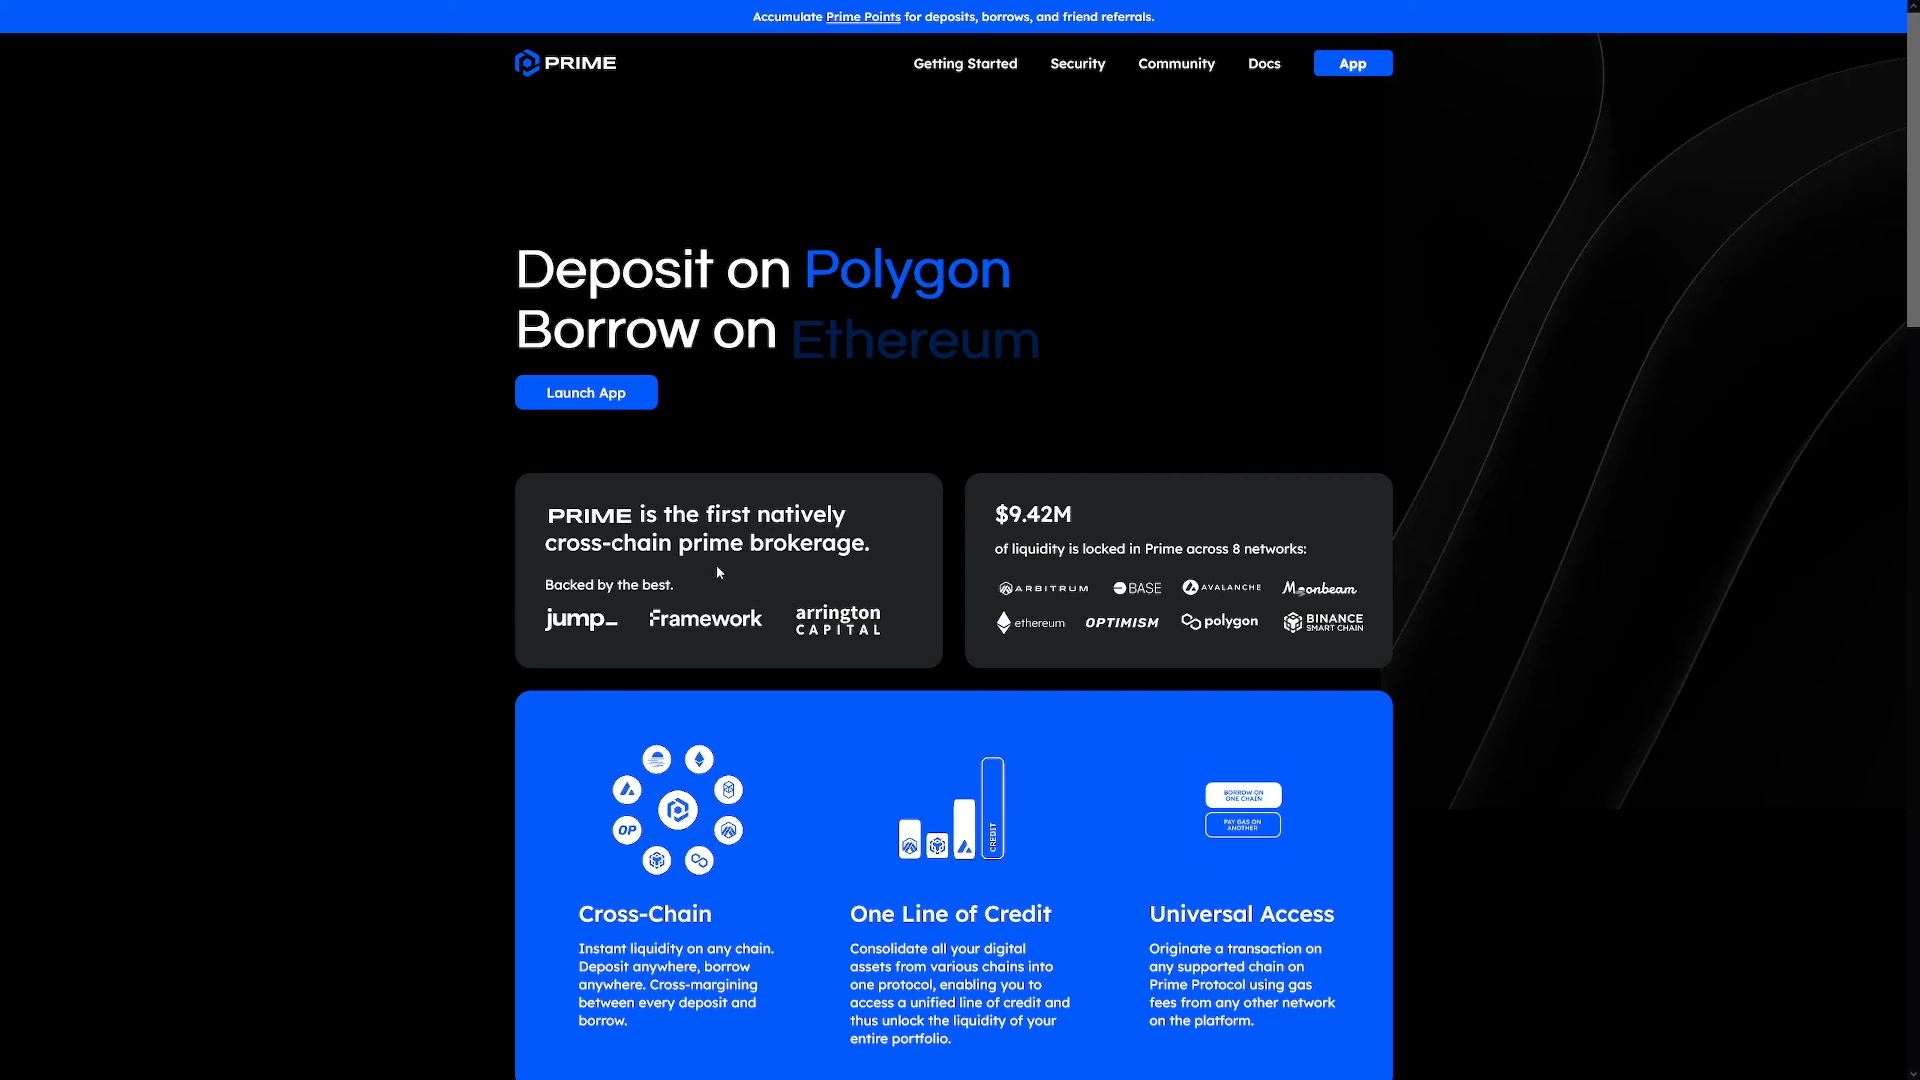 Accumulate Prime Points for deposits, borrows, and friend referrals.
PRIME
Getting Started
Security
Community
Docs
App
Deposit on Polygon
Borrow on Ethereum
Launch App
PRIME is the first natively
cross-chain prime brokerage.
Backed by the best.
jump_
Framework
arrington
CAPITAL
$9.42M
of liquidity is locked in Prime across 8 networks:
ARBITRUM
BASE
AVALANCHE
Moonbeam
ethereum
OPTIMISM
polygon
BINANCE
SMART CHAIN
OP
CREDIT
BORROW ON
ONE CHAIN
PAY GAS ON
ANOTHER
Cross-Chain
Instant liquidity on any chain.
Deposit anywhere, borrow
anywhere. Cross-margining
between every deposit and
borrow.
One Line of Credit
Consolidate all your digital
assets from various chains into
one protocol, enabling you to
access a unified line of credit and
thus unlock the liquidity of your
entire portfolio.
Universal Access
Originate a transaction on
any supported chain on
Prime Protocol using gas
fees from any other network
on the platform.